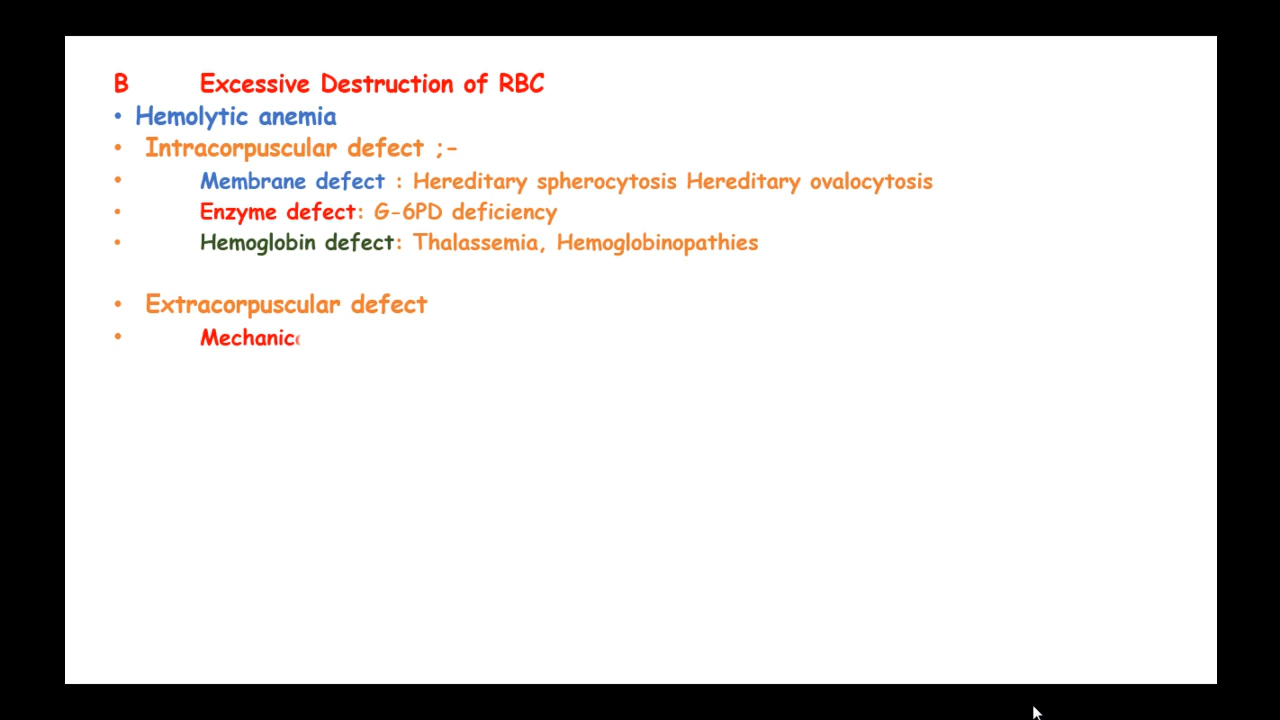 B Excessive Destruction of RBC
• Hemolytic anemia
• Intracorpuscular defect ;-
• Membrane defect : Hereditary spherocytosis Hereditary ovalocytosis
• Enzyme defect: G-6PD deficiency
• Hemoglobin defect: Thalassemia, Hemoglobinopathies
• Extracorpuscular defect
• Mechanic